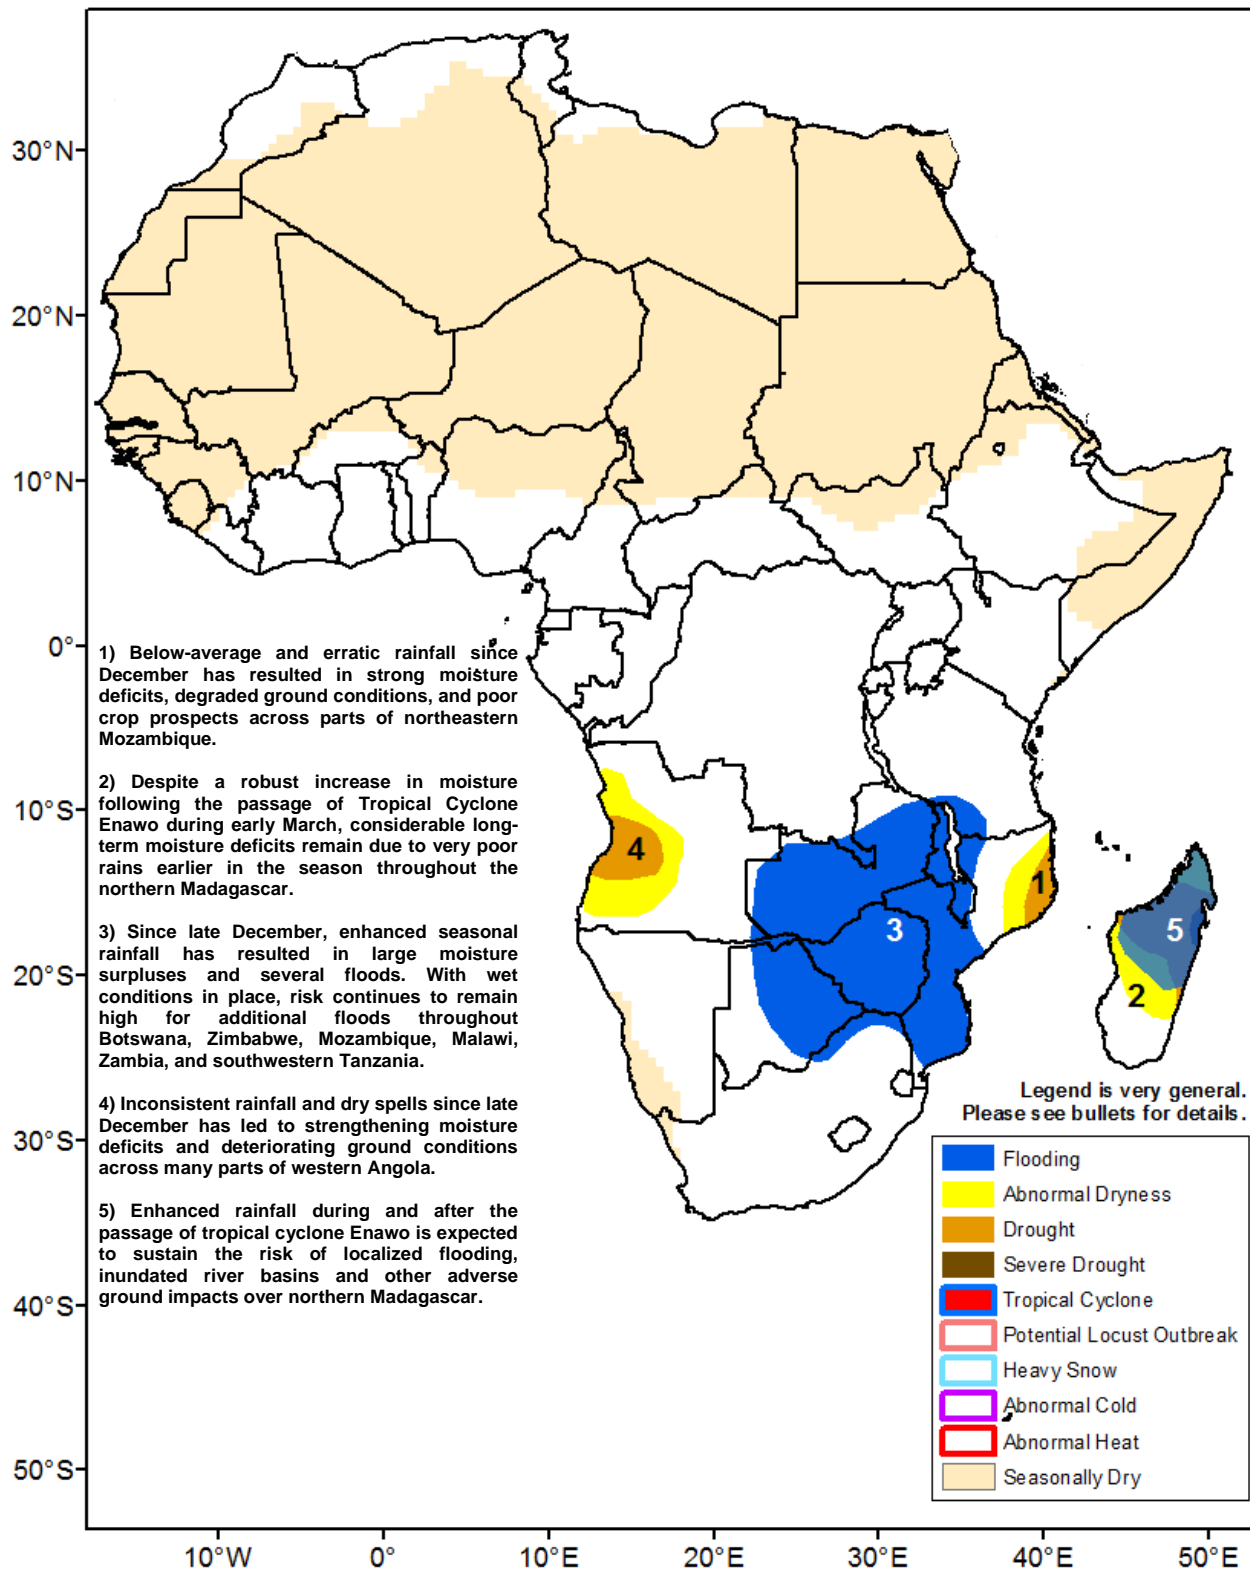 30°N
20°N
10°N
0°
10°S
20°S
30°S
40°S
50°S
1) Below-average and erratic rainfall since
December has resulted in strong moisture
deficits, degraded ground conditions, and poor
crop prospects across parts of northeastern
Mozambique.
2) Despite a robust increase in moisture
following the passage of Tropical Cyclone
Enawo during early March, considerable long-
term moisture deficits remain due to very poor
rains earlier in the season throughout the
northern Madagascar.
3) Since late December, enhanced seasonal
rainfall has resulted in large moisture
surpluses and several floods. With wet
conditions in place, risk continues to remain
high for additional floods throughout
Botswana, Zimbabwe, Mozambique, Malawi,
Zambia, and southwestern Tanzania.
4) Inconsistent rainfall and dry spells since late
December has led to strengthening moisture
deficits and deteriorating ground conditions
across many parts of western Angola.
5) Enhanced rainfall during and after the
passage of tropical cyclone Enawo is expected
to sustain the risk of localized flooding,
inundated river basins and other adverse
ground impacts over northern Madagascar.
4
1
3
5
2
Legend is very general.
Please see bullets for details.
Flooding
Abnormal Dryness
Drought
Severe Drought
Tropical Cyclone
Potential Locust Outbreak
Heavy Snow
Abnormal Cold
Abnormal Heat
Seasonally Dry
10°W
0°
10°E
20°E
30°E
40°E
50°E